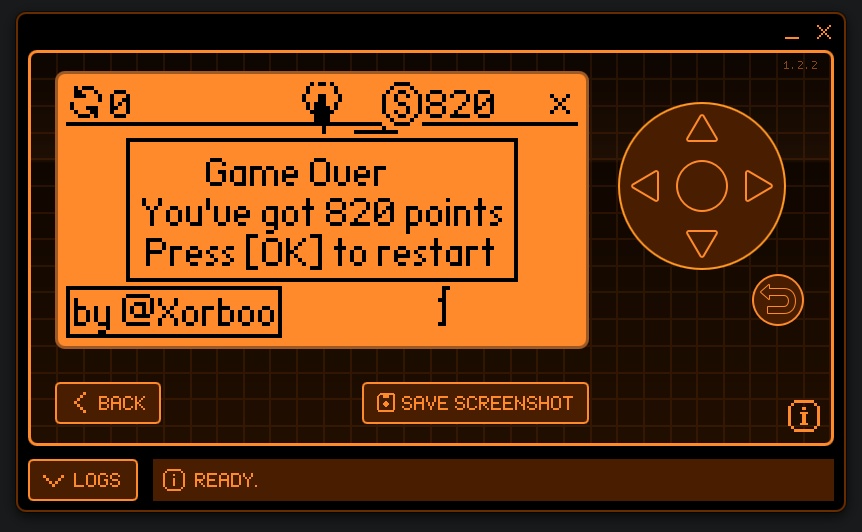 1.2.2
0 S 820 x
Game Over
You've got 820 points
Press [OK] to restart
by @Xorboo
BACK
SAVE SCREENSHOT
i
LOGS
i READY.